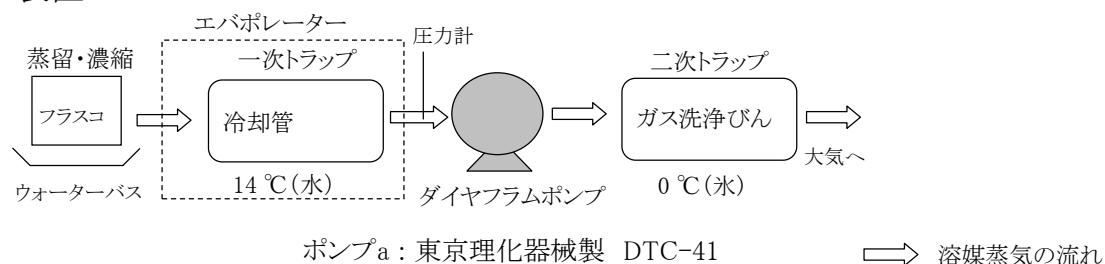 エバポレーター
蒸留・濃縮
一次トラップ
圧力計
二次トラップ
フラスコ
冷却管
ガス洗浄びん
大気へ
ウォーターバス
14 ℃(水)
ダイヤフラムポンプ
0 ℃(氷)
ポンプa：東京理化器械製 DTC-41
溶媒蒸気の流れ